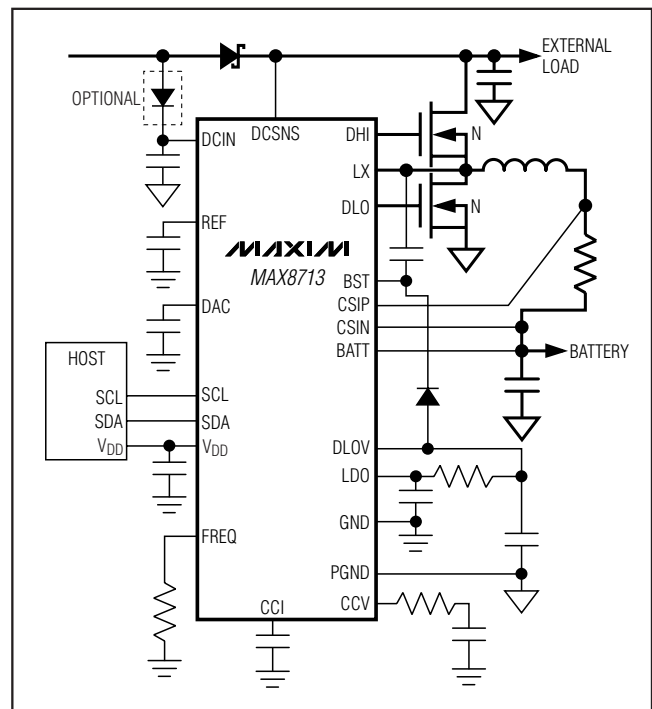 EXTERNAL
LOAD
OPTIONAL
DCIN
DCSNS
DHI
N
LX
DLO
N
REF
MAXIM
MAX8713
BST
CSIP
DAC
CSIN
BATT
BATTERY
HOST
SCL
SCL
SDA
SDA
VDD
VDD
DLOV
LDO
GND
FREQ
PGND
CCI
CCV